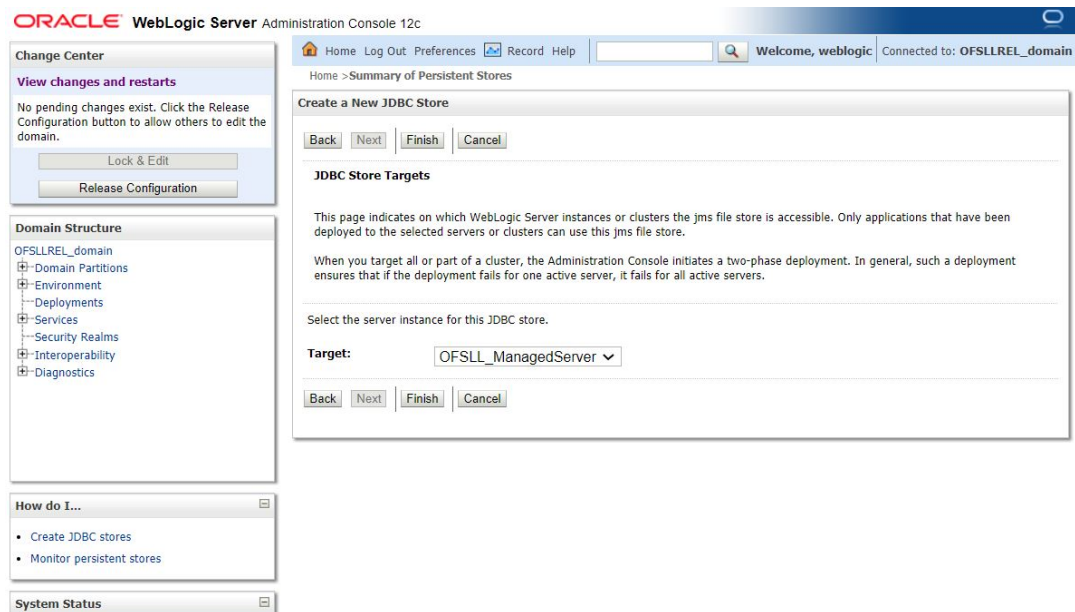 ORACLE WebLogic Server Administration Console 12c
Change Center
View changes and restarts
No pending changes exist. Click the Release
Configuration button to allow others to edit the
domain.
Lock & Edit
Release Configuration
Domain Structure
OFSLLREL_domain
Domain Partitions
Environment
Deployments
Services
Security Realms
Interoperability
Diagnostics
How do I...
Create JDBC stores
Monitor persistent stores
System Status
Home Log Out Preferences Record Help
Welcome, weblogic Connected to: OFSLLREL_domain
Home >Summary of Persistent Stores
Create a New JDBC Store
Back Next Finish Cancel
JDBC Store Targets
This page indicates on which WebLogic Server instances or clusters the jms file store is accessible. Only applications that have been
deployed to the selected servers or clusters can use this jms file store.
When you target all or part of a cluster, the Administration Console initiates a two-phase deployment. In general, such a deployment
ensures that if the deployment fails for one active server, it fails for all active servers.
Select the server instance for this JDBC store.
Target: OFSLL_ManagedServer
Back Next Finish Cancel